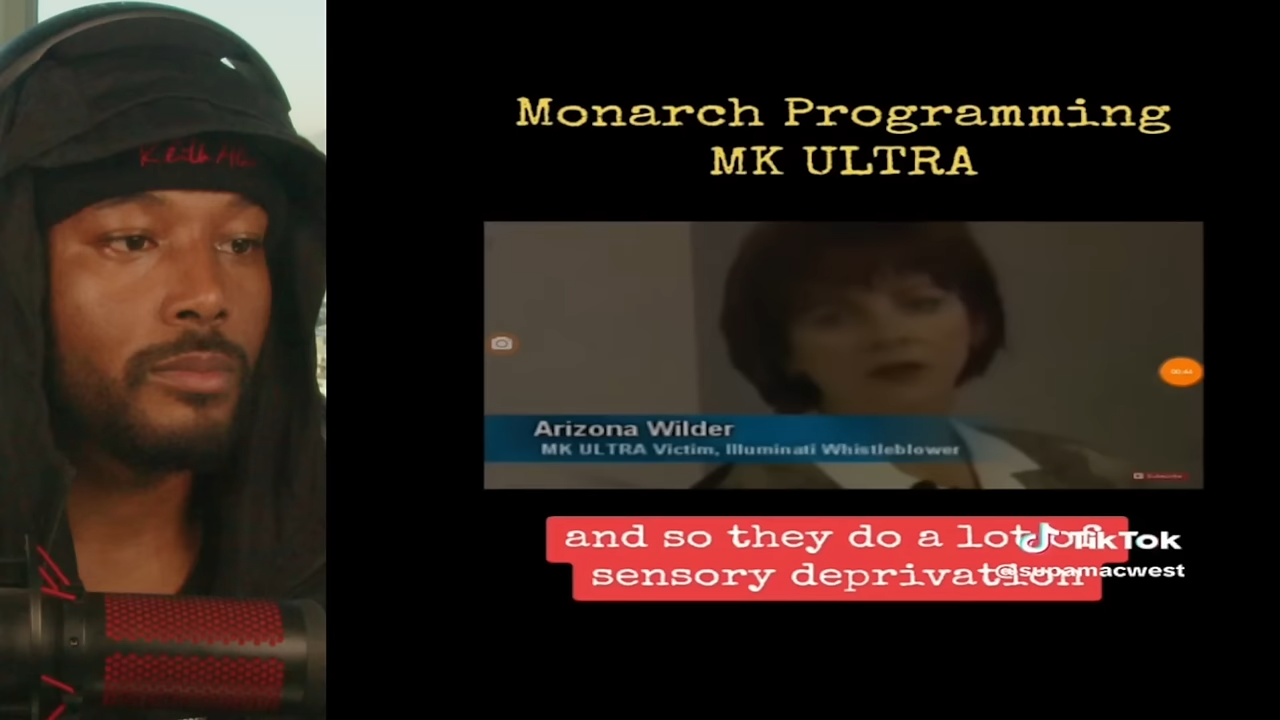 Monarch Programming
MK ULTRA
Arizona Wilder
MK ULTRA Victim, Illuminati Whistleblower
and so they do a lot of
sensory deprivation
TikTok
@supamacwest